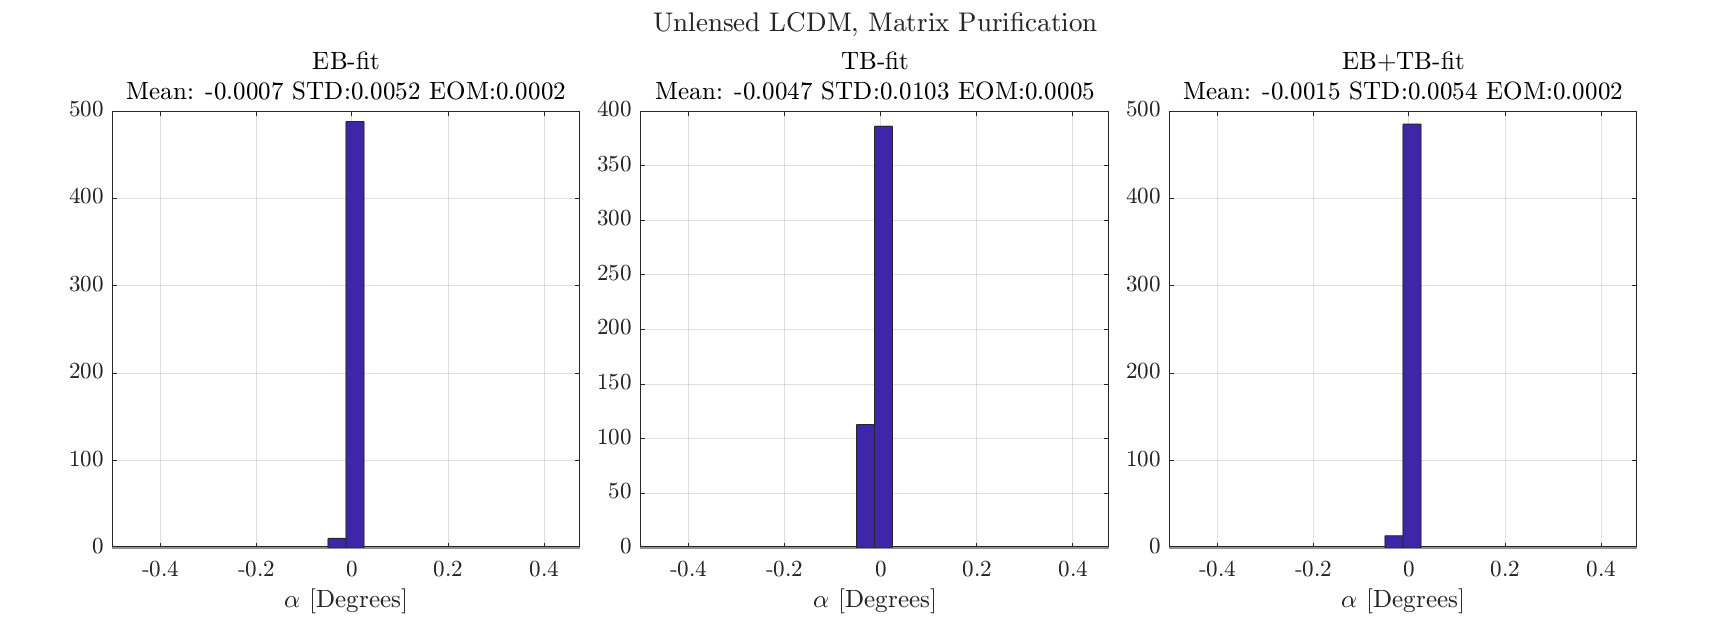 Unlensed LCDM, Matrix Purification
EB-fit
Mean: -0.0007 STD:0.0052 EOM:0.0002
500
400
300
200
100
0
-0.4 -0.2 0 0.2 0.4
α [Degrees]
TB-fit
Mean: -0.0047 STD:0.0103 EOM:0.0005
400
350
300
250
200
150
100
50
0
-0.4 -0.2 0 0.2 0.4
α [Degrees]
EB+TB-fit
Mean: -0.0015 STD:0.0054 EOM:0.0002
500
400
300
200
100
0
-0.4 -0.2 0 0.2 0.4
α [Degrees]